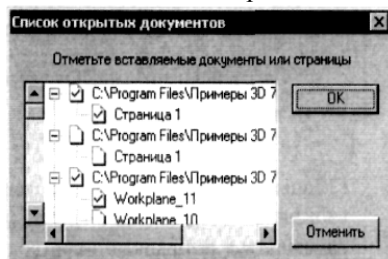 Список открытых документов
Отметьте вставляемые документы или страницы
C:\Program Files\Примеры 3D 7
Страница 1
C:\Program Files\Примеры 3D 7
Страница 1
C:\Program Files\Примеры 3D 7
Workplane_11
Workplane_10
OK
Отменить